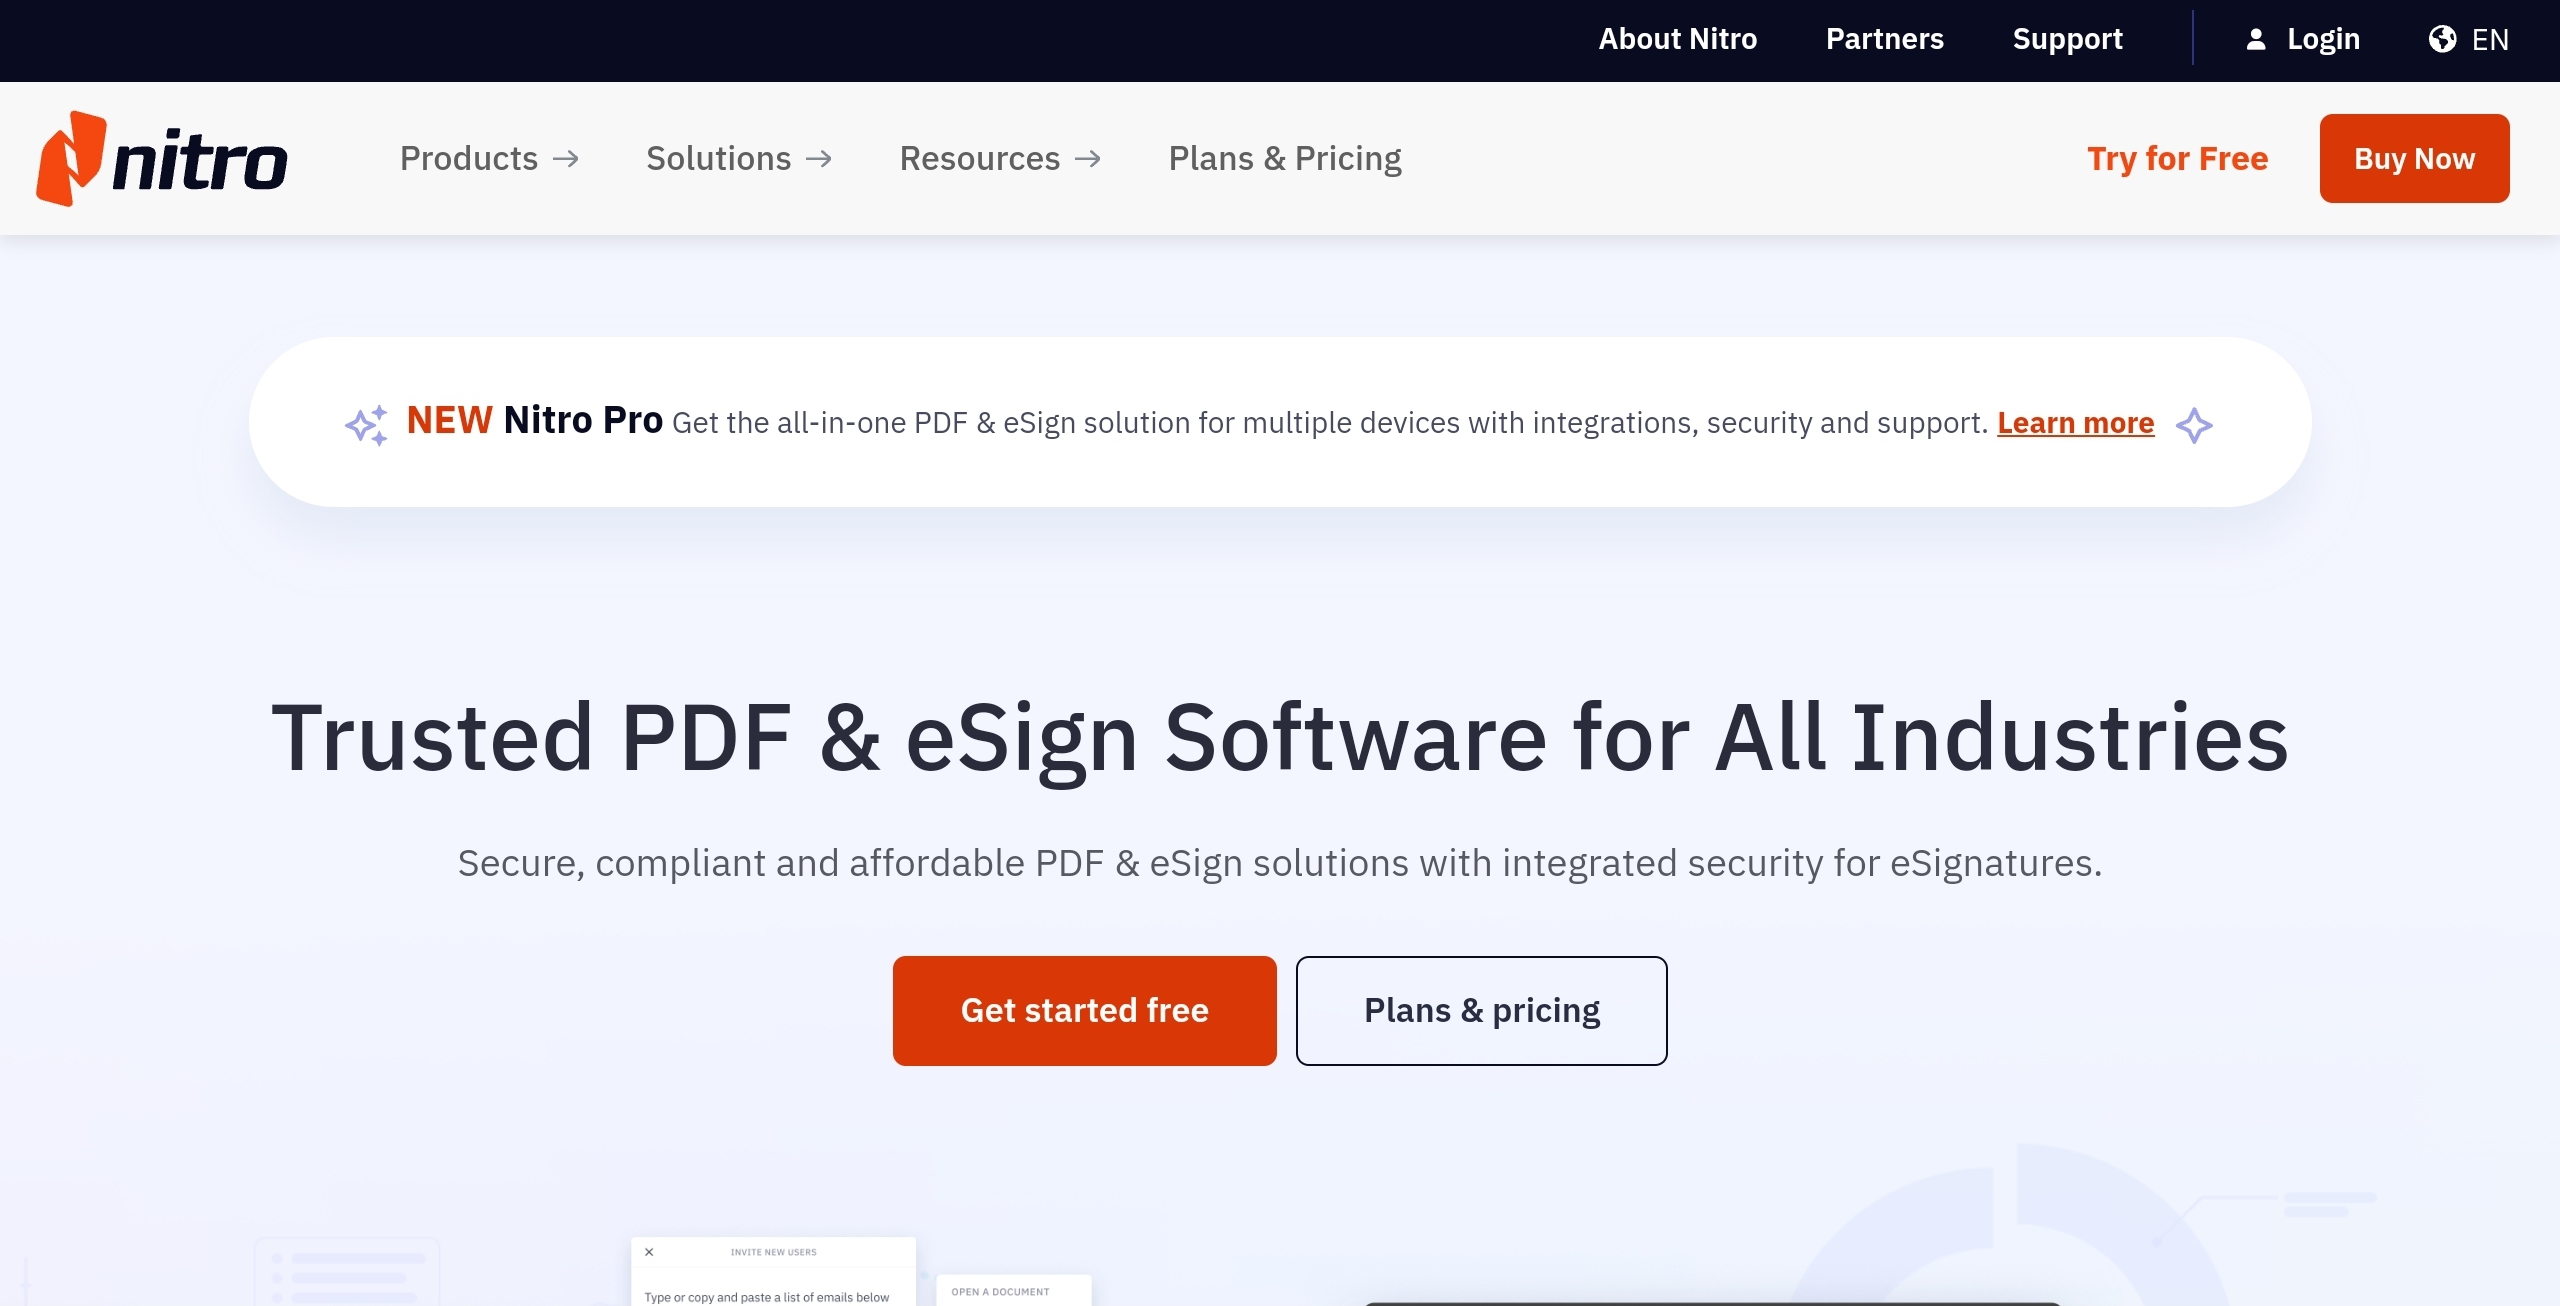 About Nitro
Partners
Support
Login
EN
nitro
Products
Solutions
Resources
Plans & Pricing
Try for Free
Buy Now
NEW Nitro Pro Get the all-in-one PDF & eSign solution for multiple devices with integrations, security and support. Learn more
Trusted PDF & eSign Software for All Industries
Secure, compliant and affordable PDF & eSign solutions with integrated security for eSignatures.
Get started free
Plans & pricing
INVITE NEW USERS
OPEN A DOCUMENT
Type or copy and paste a list of emails below